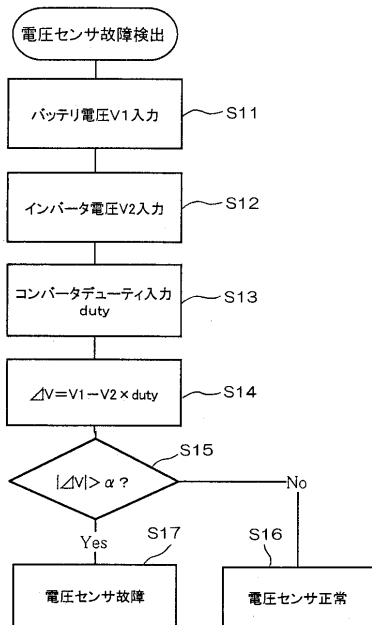 電圧センサ故障検出
バッテリ電圧V1入力
S11
インバータ電圧V2入力
S12
コンバータデューティ入力
duty
S13
⊿V=V1-V2×duty
S14
|⊿V|>α?
S15
No
Yes
S17
S16
電圧センサ故障
電圧センサ正常